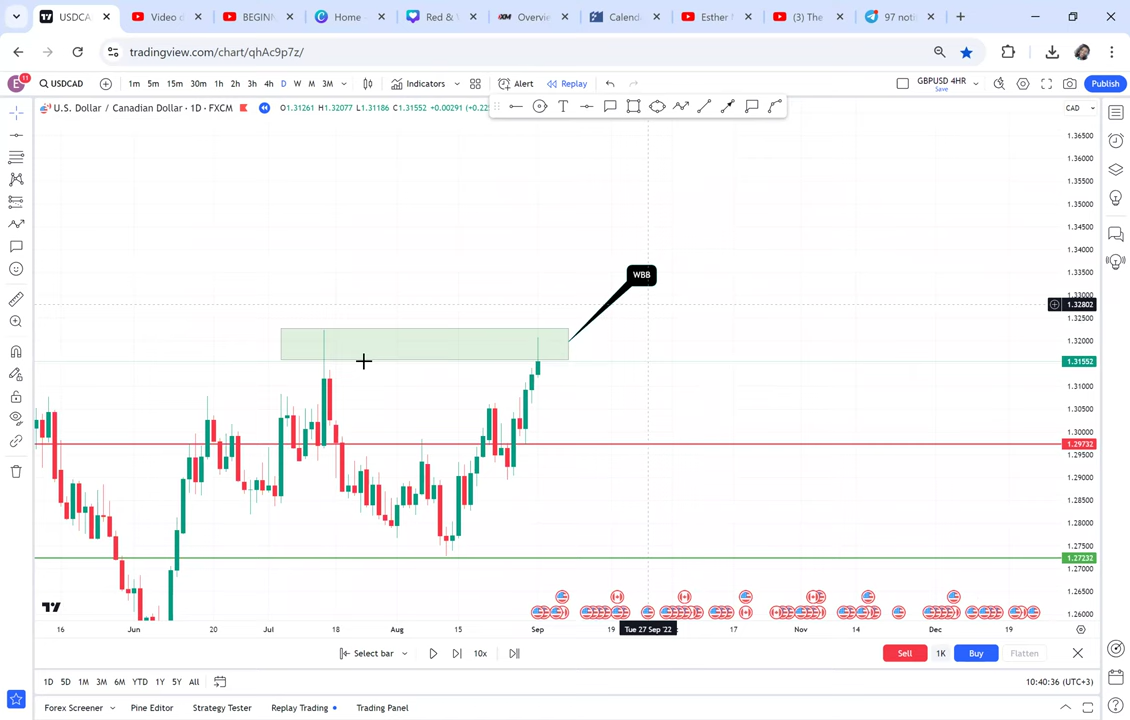 USDCA
Video d
BEGINN
Home
Red & 
Overvi
Calend
Esther 
(3) The
97 noti
tradingview.com/chart/qhAc9p7z/
E 11 USDCAD 1m 5m 15m 30m 1h 2h 3h 4h D W M 3M Indicators Alert Replay GBPUSD 4HR Save Publish
U.S. Dollar / Canadian Dollar · 1D · FXCM O1.31261 H1.32077 L1.31186 C1.31552 +0.00291 (+0.22
CAD
1.36500
1.36000
1.35500
1.35000
1.34500
1.34000
1.33500
WBB
1.33000
1.32802
1.32500
1.32000
1.31552
1.31000
1.30500
1.30000
1.29732
1.29500
1.29000
1.28500
1.28000
1.27500
1.27232
1.27000
1.26500
1.26000
16 Jun 20 Jul 18 Aug 15 Sep 19 Tue 27 Sep '22 17 Nov 14 Dec 19
Select bar 10x Sell 1K Buy Flatten
1D 5D 1M 3M 6M YTD 1Y 5Y All 10:40:36 (UTC+3)
Forex Screener Pine Editor Strategy Tester Replay Trading Trading Panel